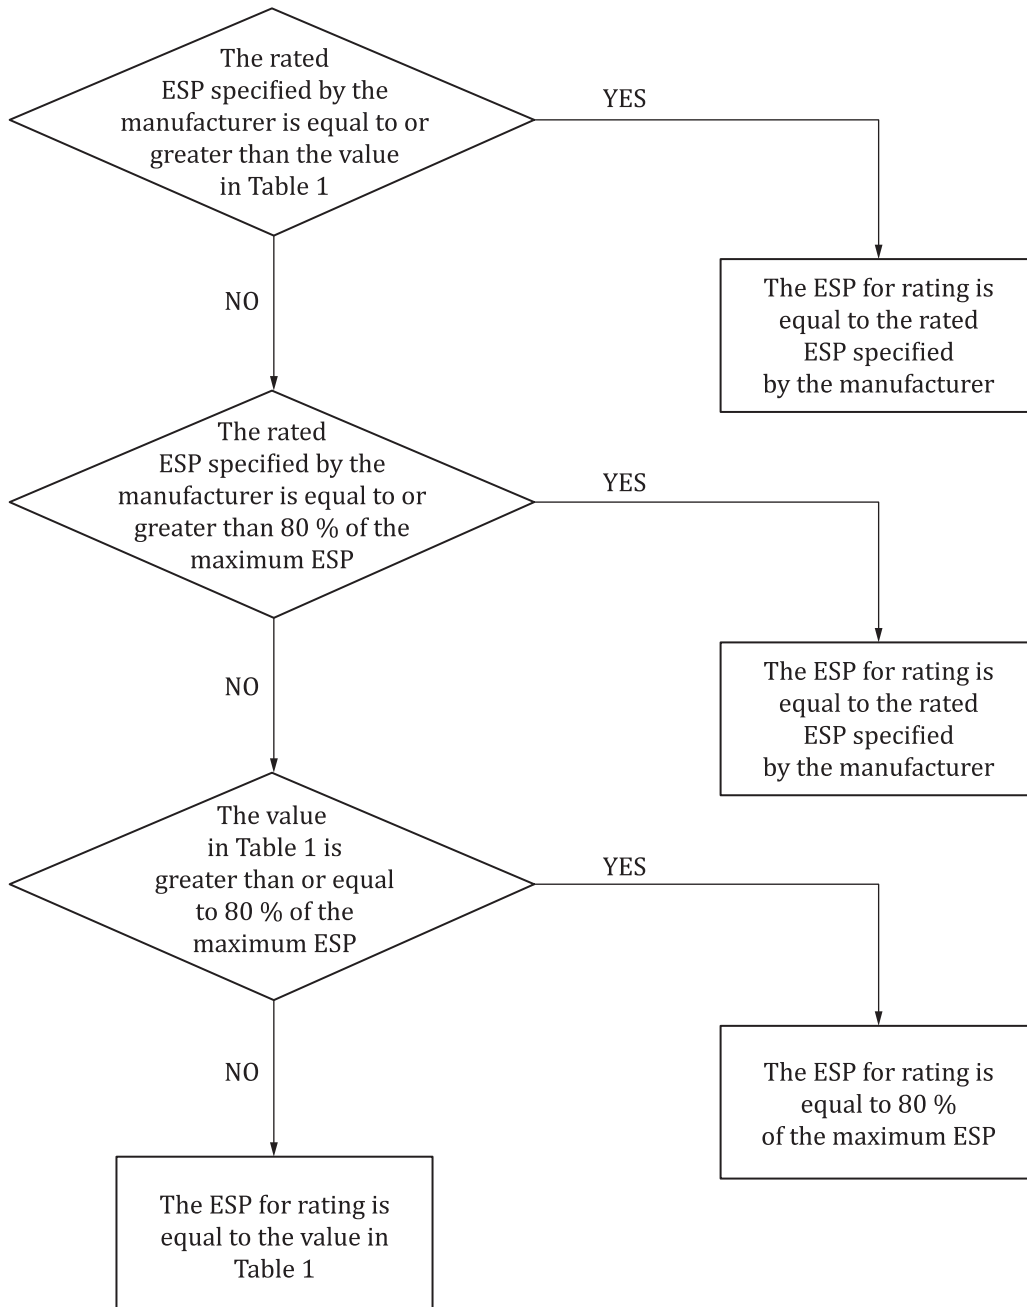 The rated
ESP specified by the
manufacturer is equal to or
greater than the value
in Table 1
YES
NO
The ESP for rating is
equal to the rated
ESP specified
by the manufacturer
The rated
ESP specified by the
manufacturer is equal to or
greater than 80 % of the
maximum ESP
YES
NO
The ESP for rating is
equal to the rated
ESP specified
by the manufacturer
The value
in Table 1 is
greater than or equal
to 80 % of the
maximum ESP
YES
NO
The ESP for rating is
equal to 80 %
of the maximum ESP
The ESP for rating is
equal to the value in
Table 1